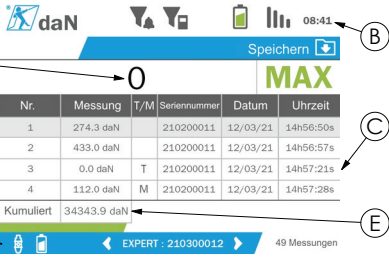 daN 08:41
B
Speichern
0 MAX
Nr. Messung T/M Seriennummer Datum Uhrzeit
1 274.3 daN 210200011 12/03/21 14h56:50s
2 433.0 daN 210200011 12/03/21 14h56:57s
C
3 0.0 daN T 210200011 12/03/21 14h57:21s
4 112.0 daN M 210200011 12/03/21 14h57:28s
Kumuliert 34343.9 daN
E
EXPERT : 210300012 49 Messungen